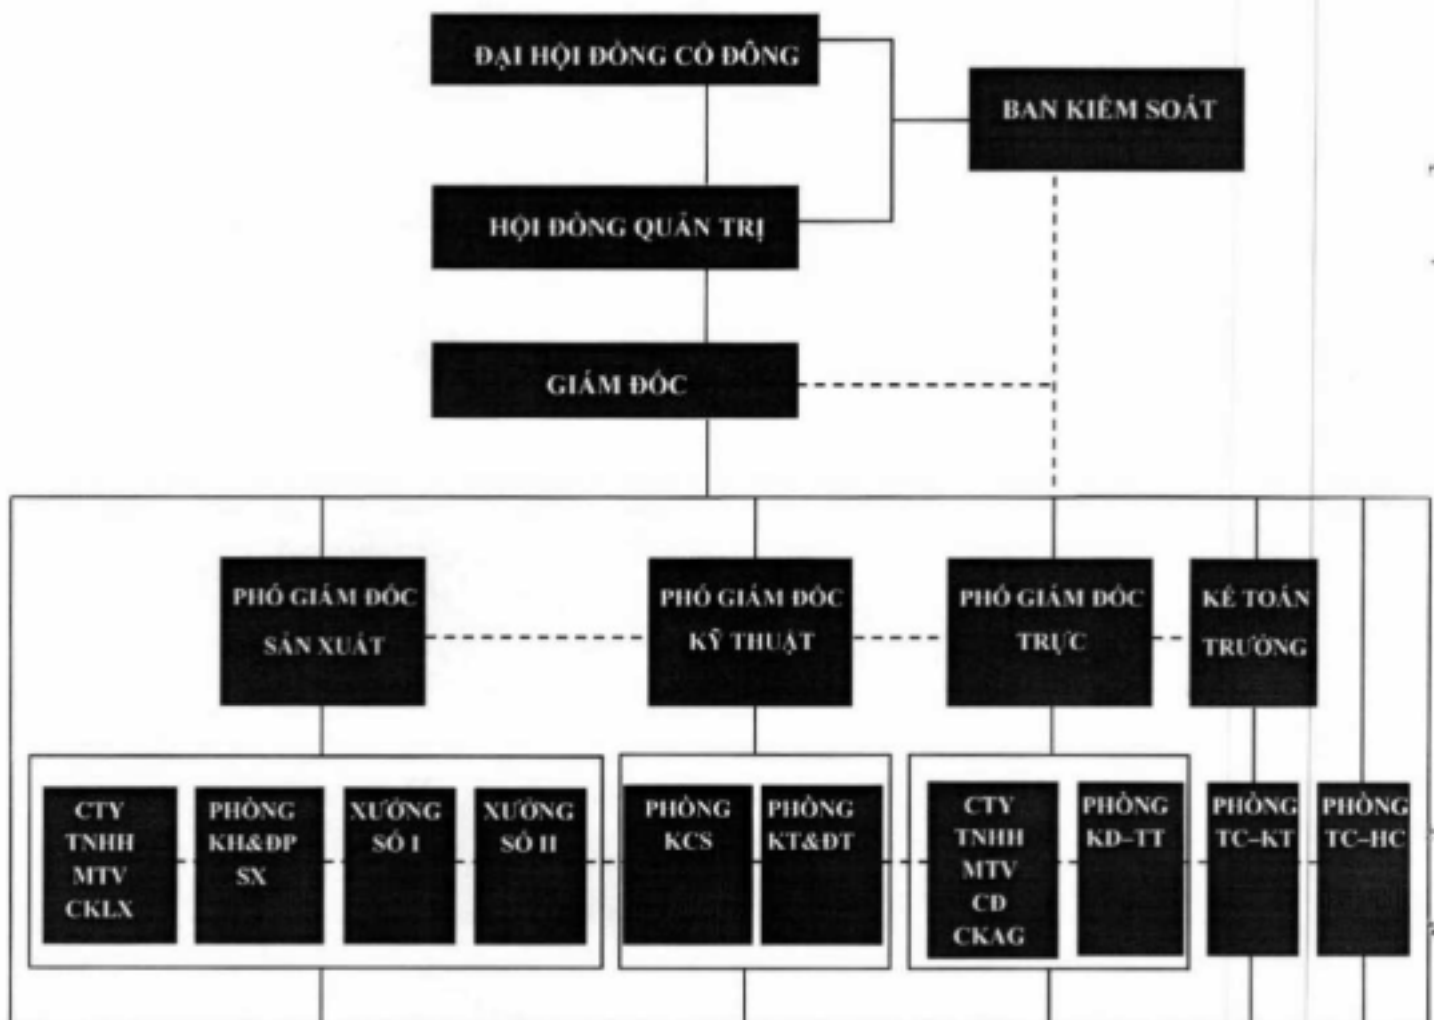 ĐẠI HỘI ĐỒNG CỔ ĐÔNG
BAN KIỂM SOÁT
HỘI ĐỒNG QUẢN TRỊ
GIÁM ĐỐC
PHÓ GIÁM ĐỐC
SẢN XUẤT
PHÓ GIÁM ĐỐC
KỸ THUẬT
PHÓ GIÁM ĐỐC
TRỰC
KẾ TOÁN
TRƯỞNG
CTY
TNHH
MTV
CKLX
PHÒNG
KH&ĐP
SX
XƯỞNG
SỐ I
XƯỞNG
SỐ II
PHÒNG
KCS
PHÒNG
KT&ĐT
CTY
TNHH
MTV
CD
CKAG
PHÒNG
KD–TT
PHÒNG
TC–KT
PHÒNG
TC–HC